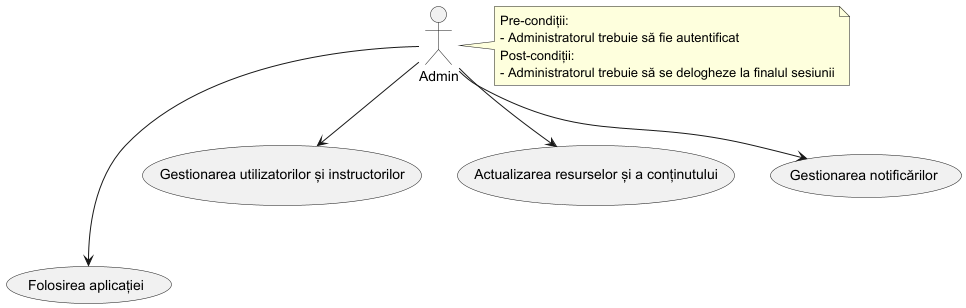 Pre-condiții:
- Administratorul trebuie să fie autentificat
Post-condiții:
- Administratorul trebuie să se delogheze la finalul sesiunii
Admin
Gestionarea utilizatorilor și instructorilor
Actualizarea resurselor și a conținutului
Gestionarea notificărilor
Folosirea aplicației